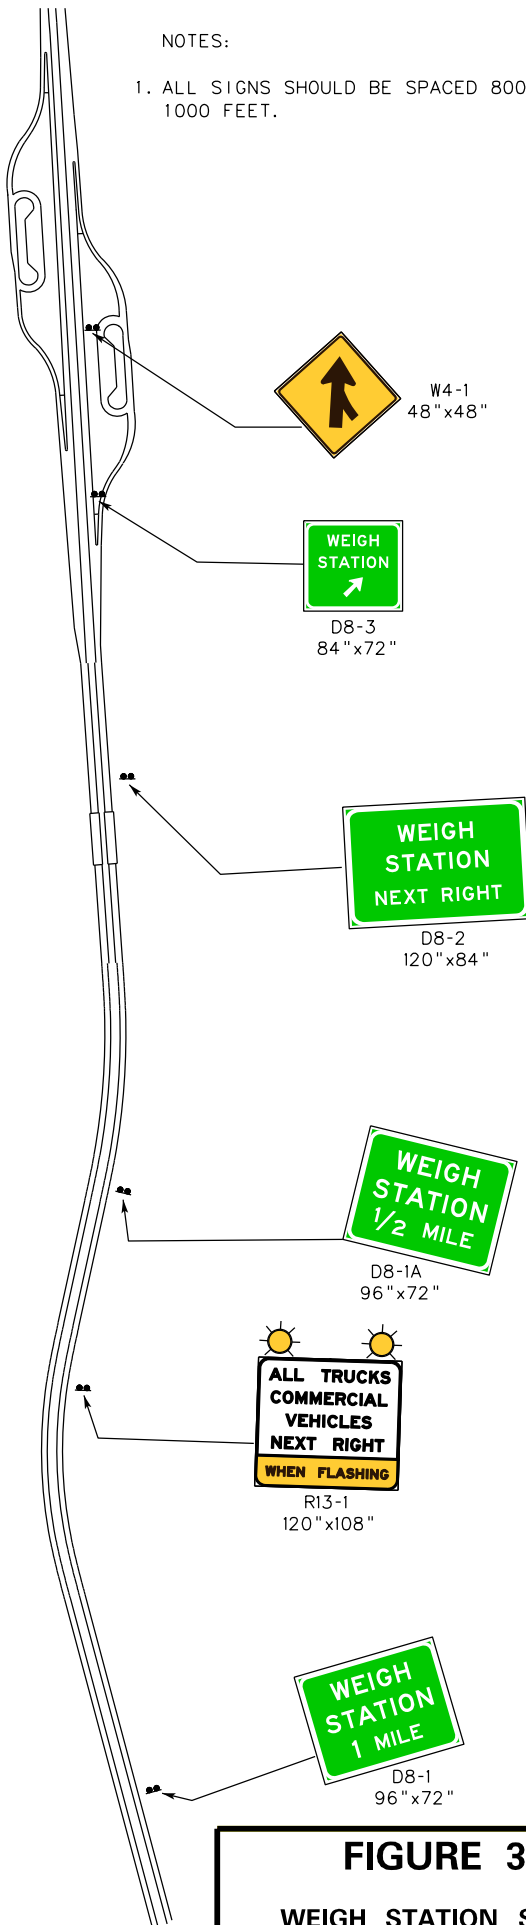 NOTES:
1. ALL SIGNS SHOULD BE SPACED 800
1000 FEET.
W4-1
48"x48"
WEIGH
STATION
D8-3
84"x72"
WEIGH
STATION
NEXT RIGHT
D8-2
120"x84"
WEIGH
STATION
1/2 MILE
D8-1A
96"x72"
ALL TRUCKS
COMMERCIAL
VEHICLES
NEXT RIGHT
WHEN FLASHING
R13-1
120"x108"
WEIGH
STATION
1 MILE
D8-1
96"x72"
FIGURE 3
WEIGH STATION